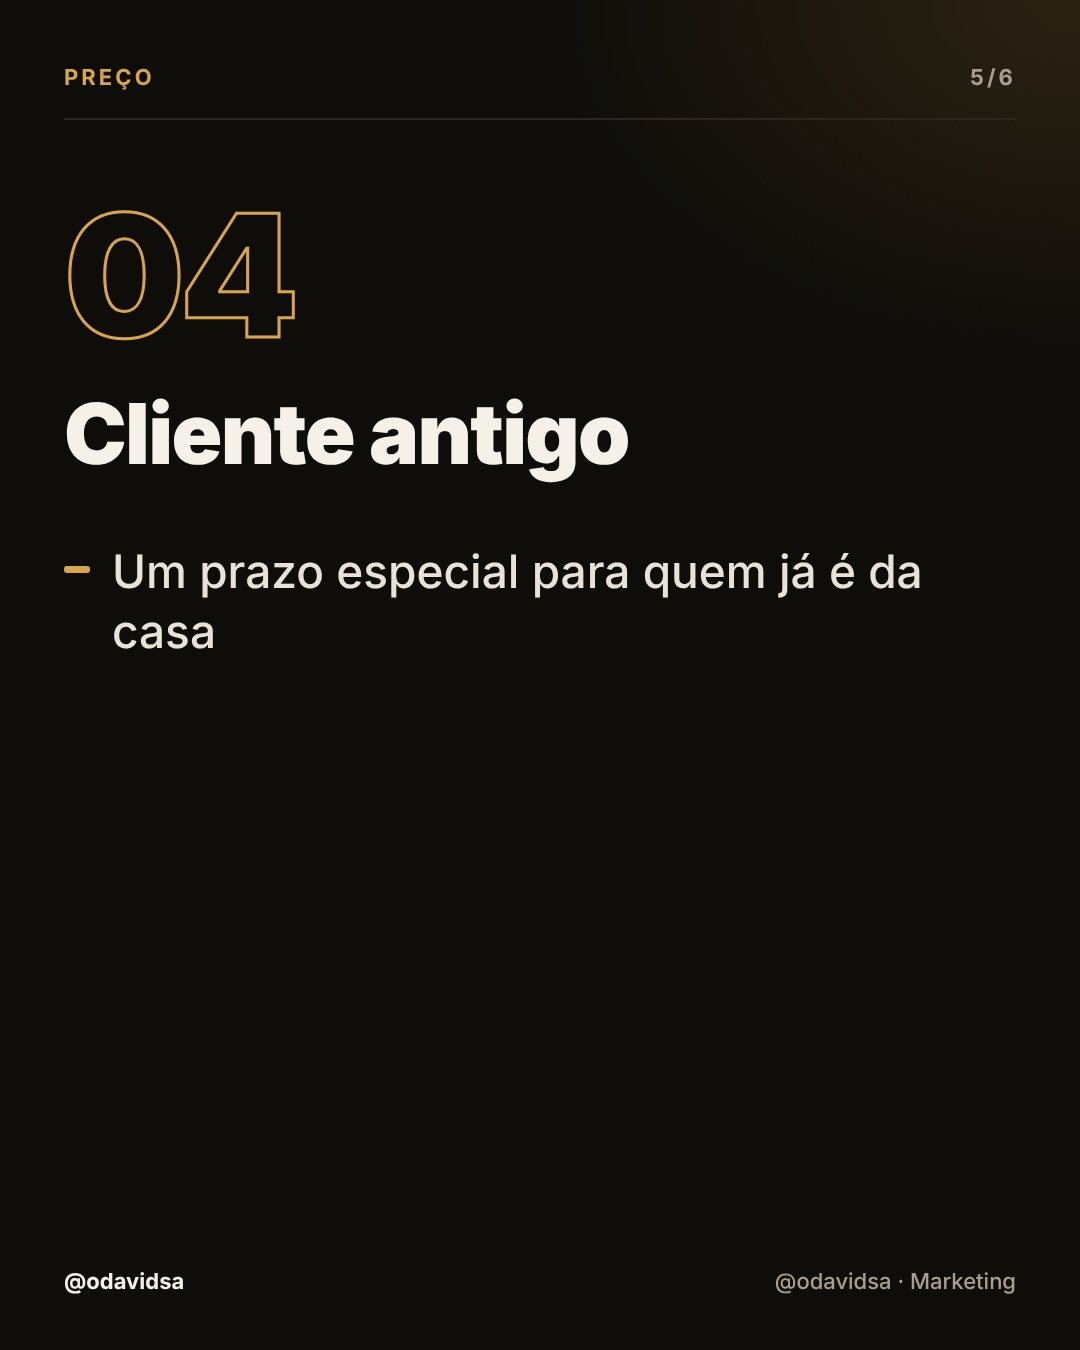 PREÇO
5/6
04
Cliente antigo
Um prazo especial para quem já é da
casa
@odavidsa
@odavidsa · Marketing